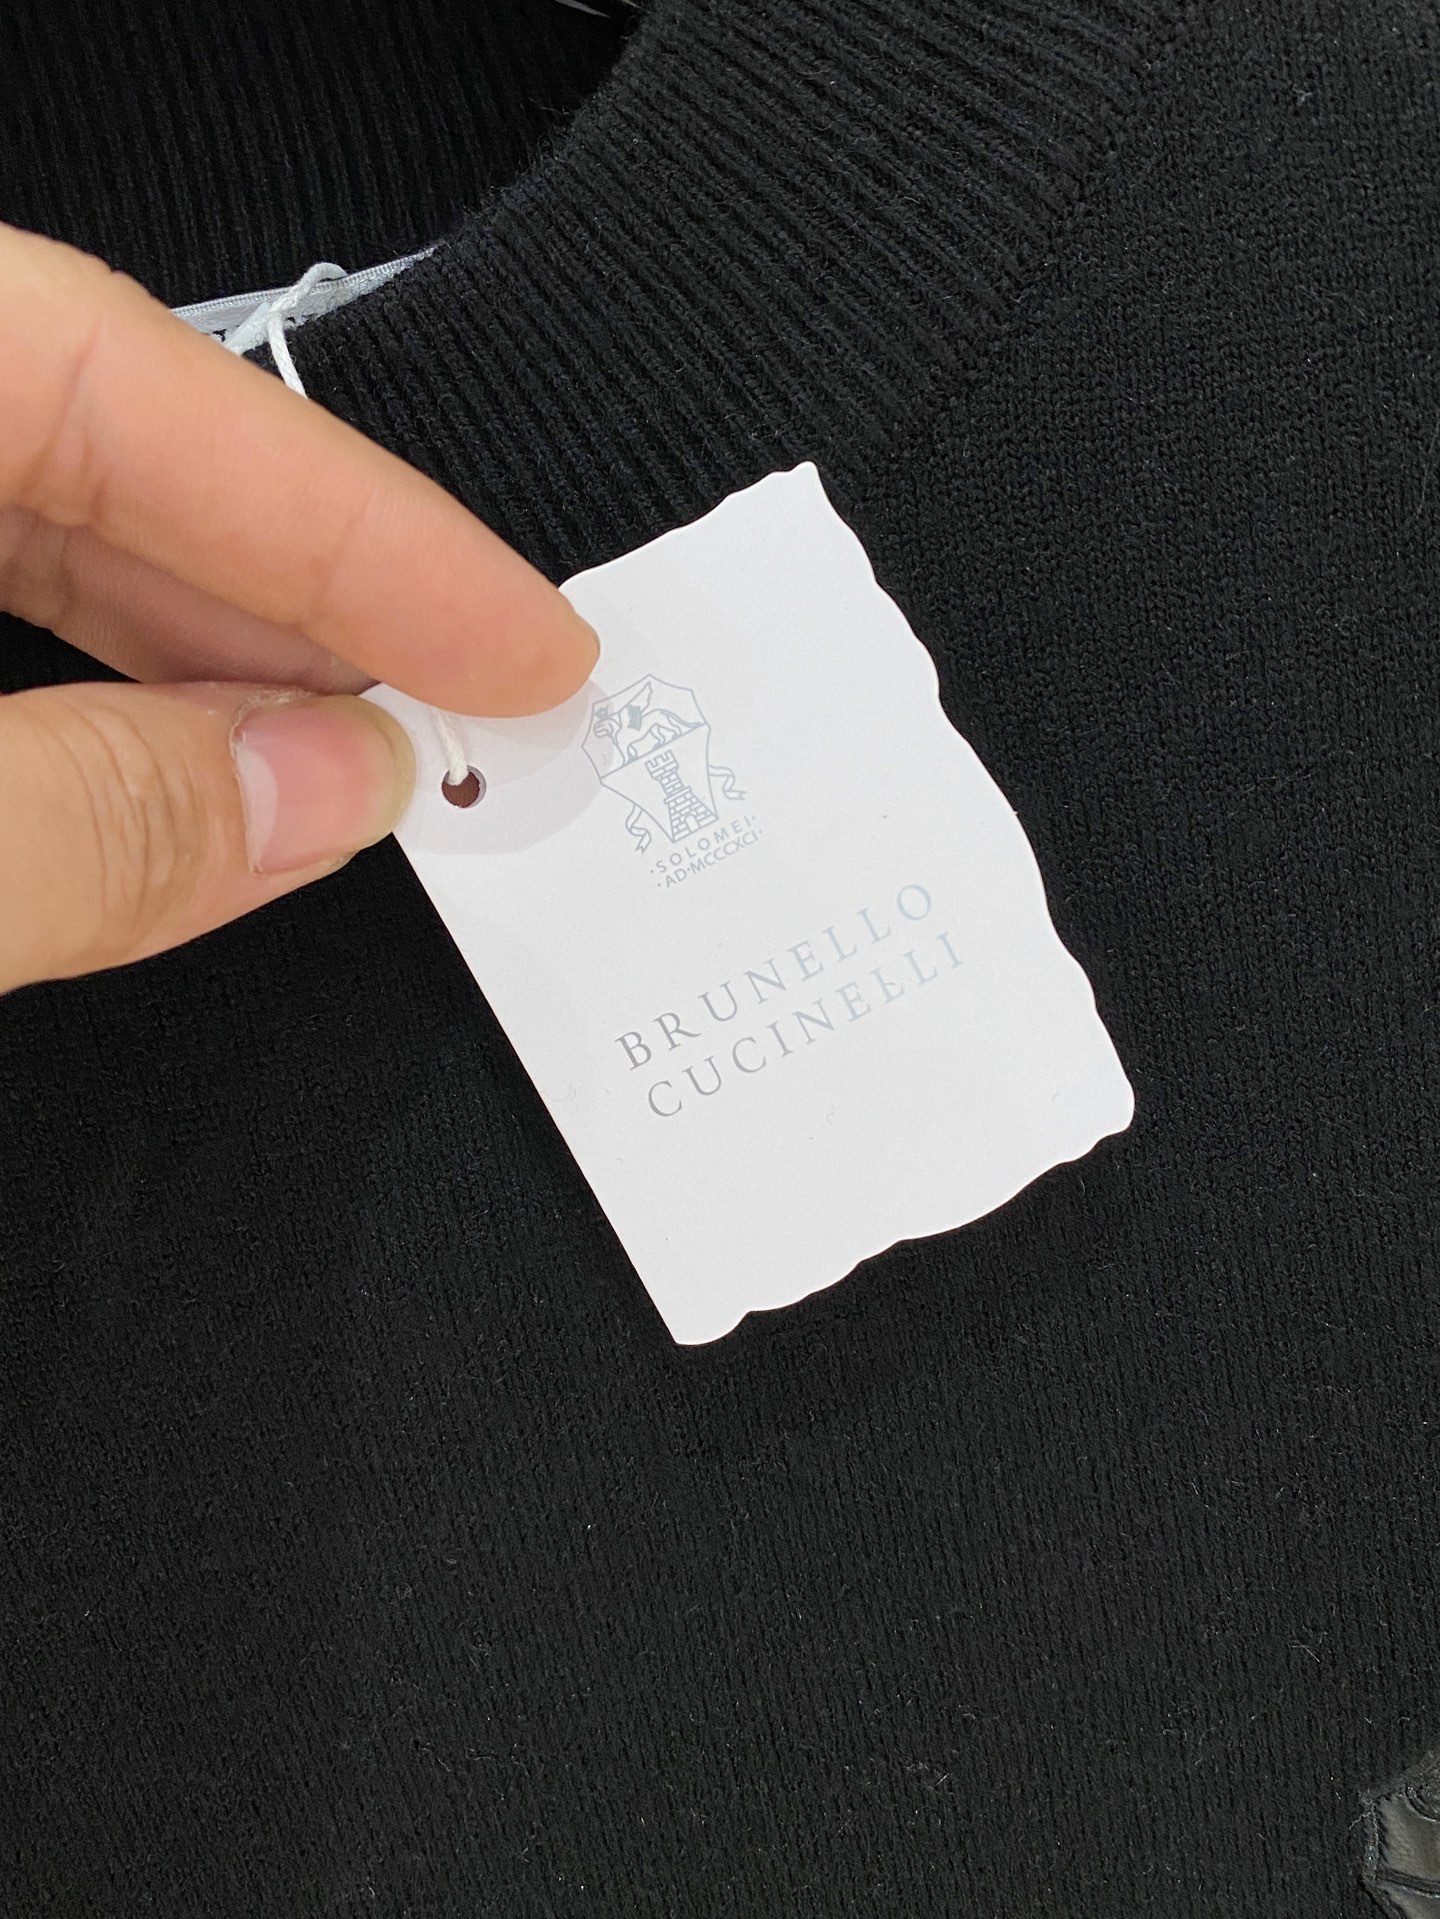 ·SOLOMEI·
·AD·MCCCXCI·
BRUNELLO
CUCINELLI